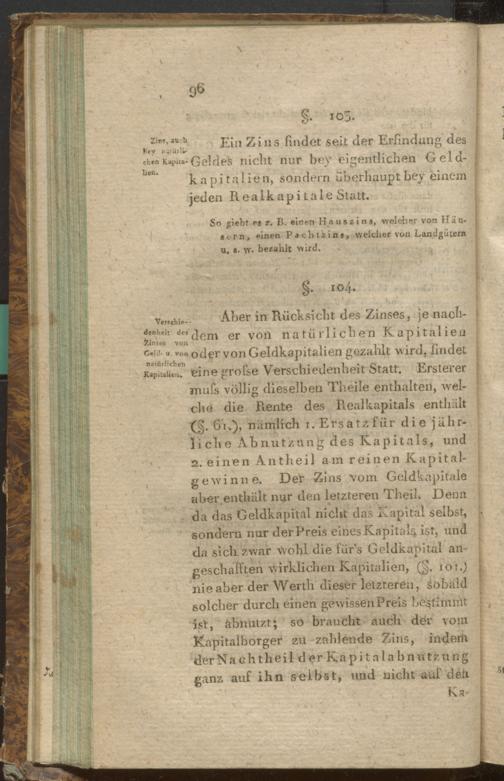 96
§. 103.
Zins, auch
bey natürli-
chen Kapita-
lien.
Ein Zins findet seit der Erfindung des
Geldes nicht nur bey eigentlichen Geld-
kapitalien, sondern überhaupt bey einem
jeden Realkapitale Statt.
So giebt es z. B. einen Hauszins, welcher von Häu-
sern, einen Pachtzins, welcher von Landgütern
u. s. w. bezahlt wird.
§. 104.
Verschie-
denheit des
Zinses von
Geld- u. von
natürlichen
Kapitalien.
Aber in Rücksicht des Zinses, je nach-
dem er von natürlichen Kapitalien
oder von Geldkapitalien gezahlt wird, findet
eine grofse Verschiedenheit Statt. Ersterer
mufs völlig dieselben Theile enthalten, wel-
che die Rente des Realkapitals enthält
(§. 61.), nämlich 1. Ersatz für die jähr-
liche Abnutzung des Kapitals, und
2. einen Antheil am reinen Kapital-
gewinne. Der Zins vom Geldkapitale
aber enthält nur den letzteren Theil. Denn
da das Geldkapital nicht das Kapital selbst,
sondern nur der Preis eines Kapitals ist, und
da sich zwar wohl die für's Geldkapital an-
geschafften wirklichen Kapitalien, (§. 101.)
nie aber der Werth dieser letzteren, sobald
solcher durch einen gewissen Preis bestimmt
ist, abnutzt; so braucht auch der vom
Kapitalborger zu zahlende Zins, indem
der Nachtheil der Kapitalabnutzung
ganz auf ihn selbst, und nicht auf den
Ka-